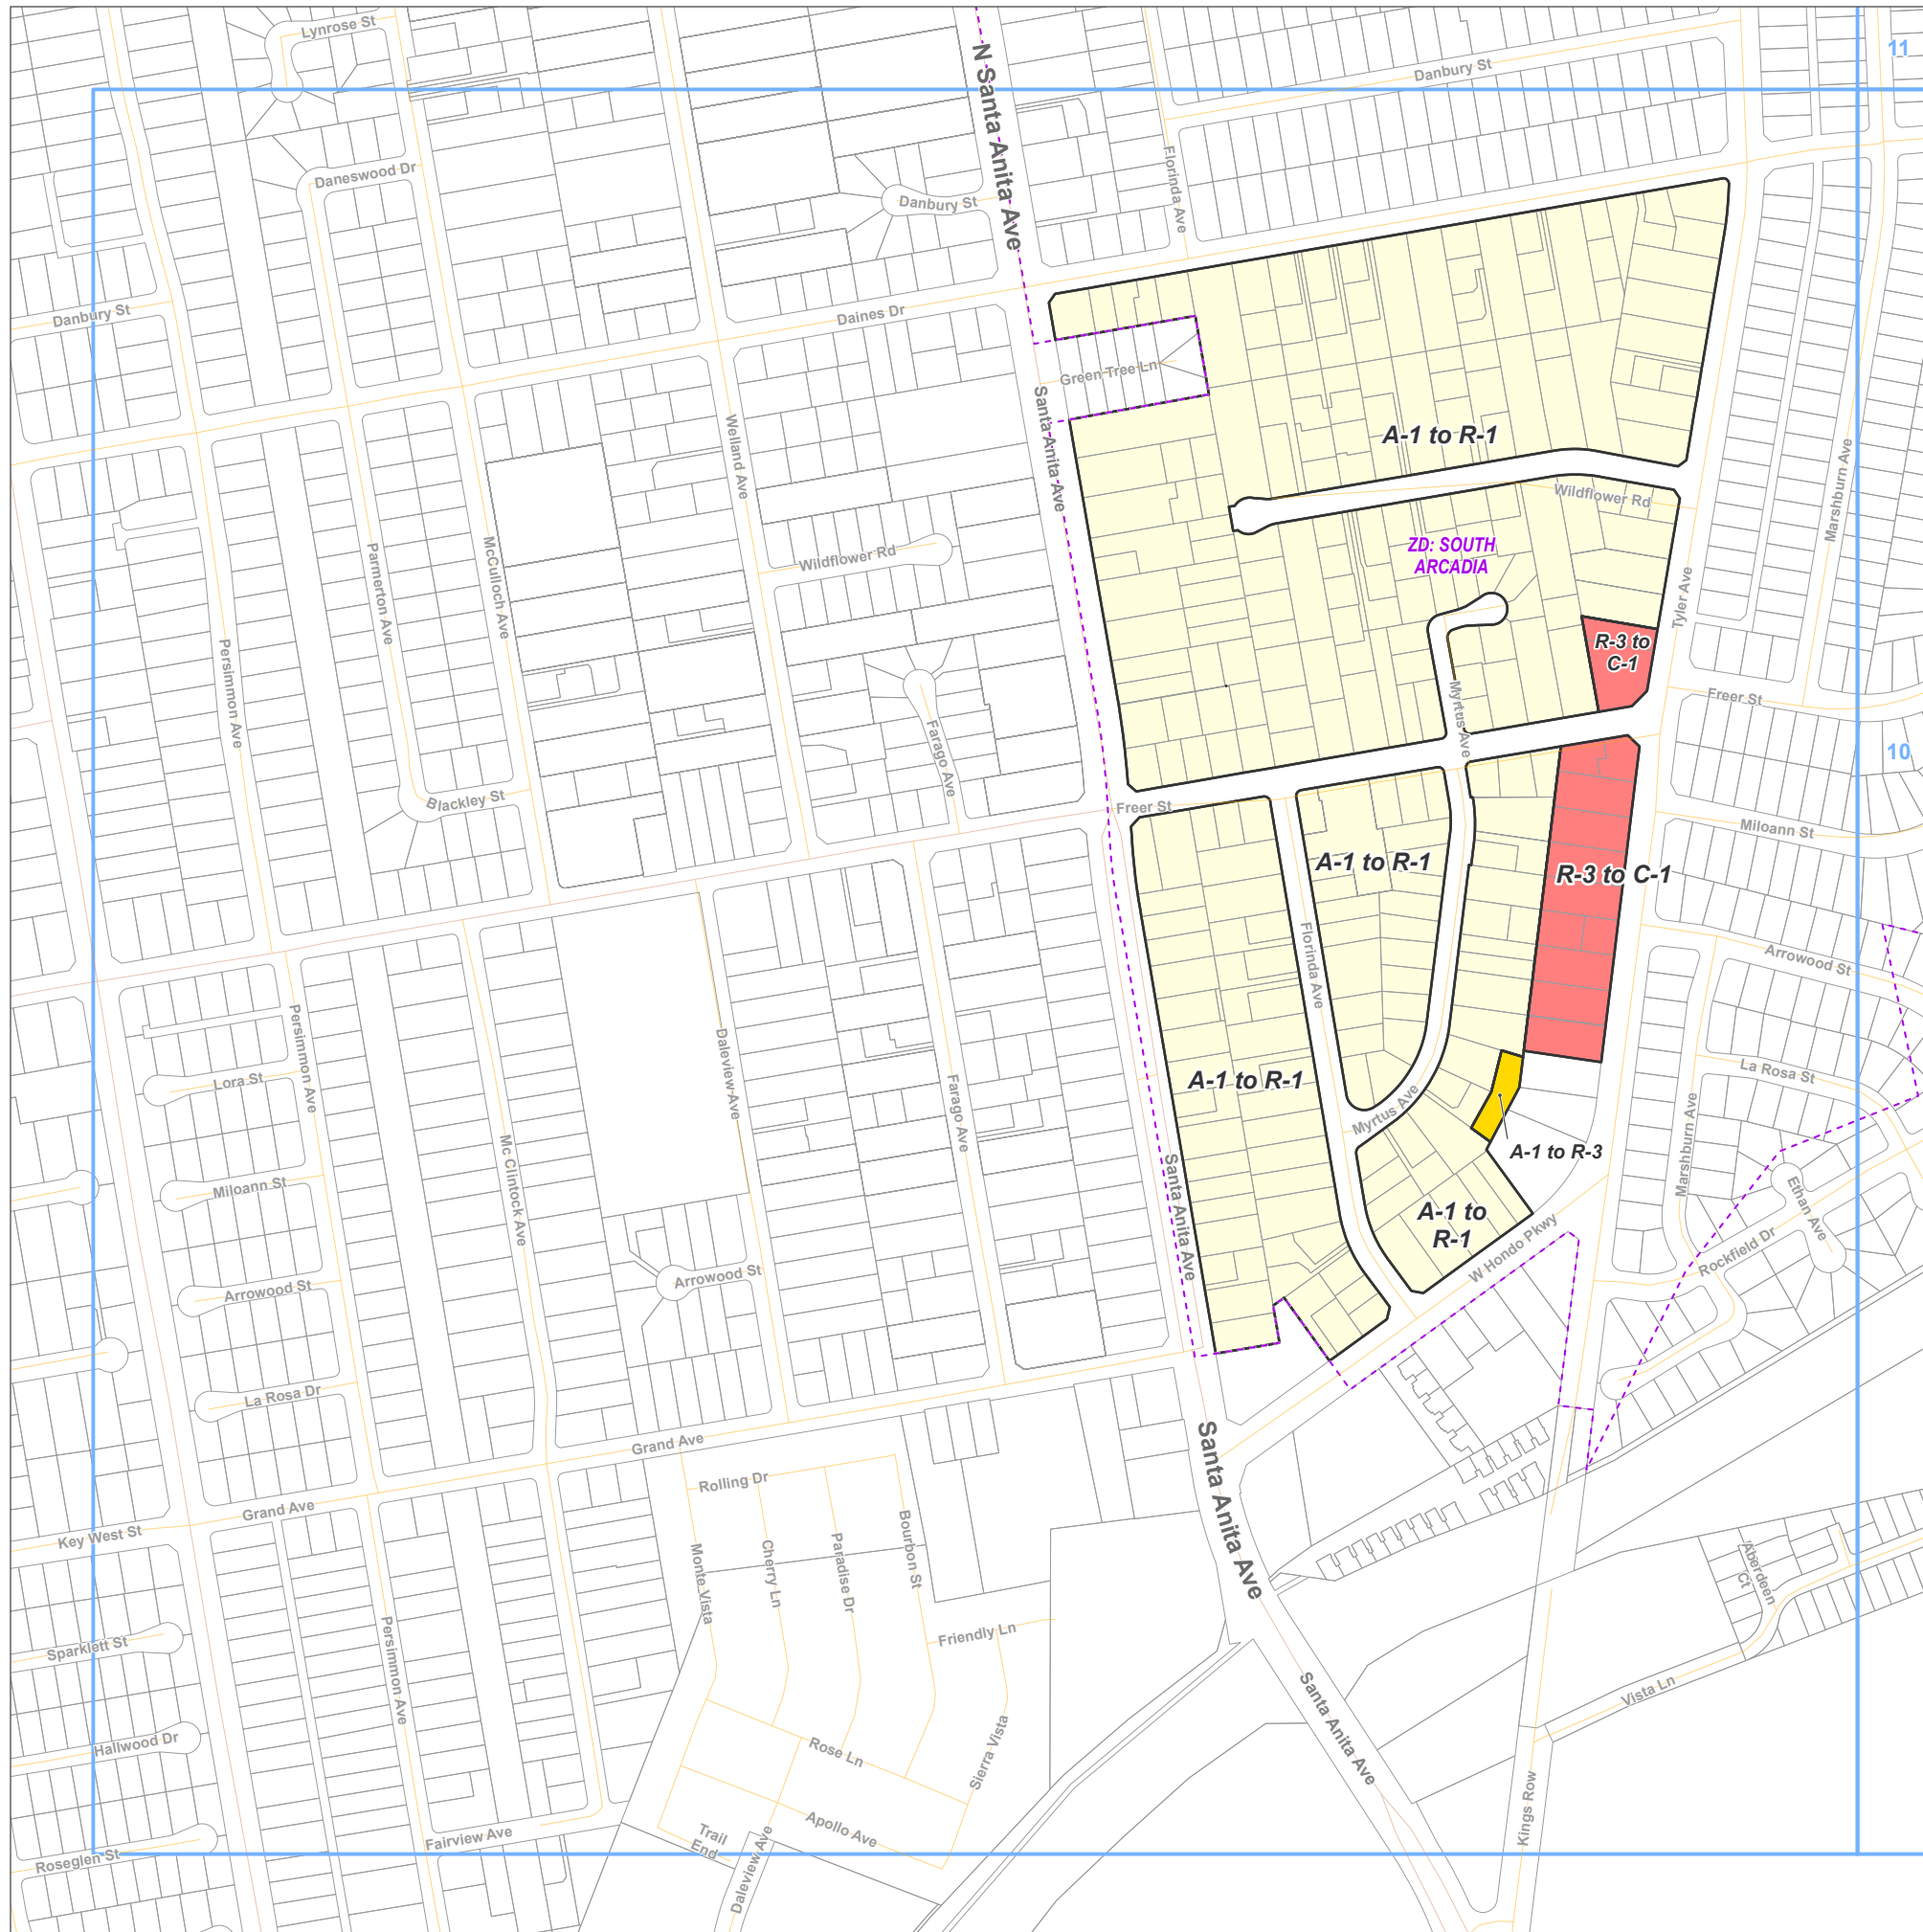 Lynrose St
N Santa Anita Ave
11
Danbury St
Daneswood Dr
Florinda Ave
Danbury St
Danbury St
Daines Dr
Green Tree Ln
Santa Anita Ave
Welland Ave
A-1 to R-1
Marshburn Ave
Wildflower Rd
Parmerton Ave
McCulloch Ave
Wildflower Rd
ZD: SOUTH
ARCADIA
Tyler Ave
Persimmon Ave
R-3 to
C-1
Freer St
Myrtus Ave
Farago Ave
10
Blackley St
Freer St
Miloann St
A-1 to R-1
R-3 to C-1
Florinda Ave
Arrowood St
Persimmon Ave
Daleview Ave
Lora St
La Rosa St
A-1 to R-1
Farago Ave
Myrtus Ave
Marshburn Ave
A-1 to R-3
Mc Clintock Ave
Miloann St
Santa Anita Ave
Ethan Ave
A-1 to
R-1
W Hondo Pkwy
Rockfield Dr
Arrowood St
Arrowood St
La Rosa Dr
Grand Ave
Santa Anita Ave
Rolling Dr
Grand Ave
Key West St
Monte Vista
Cherry Ln
Paradise Dr
Bourbon St
Aberdeen
Ct
Friendly Ln
Sparklett St
Persimmon Ave
Santa Anita Ave
Vista Ln
Hallwood Dr
Rose Ln
Sierra Vista
Kings Row
Apollo Ave
Trail
End
Fairview Ave
Daleview Ave
Roseglen St